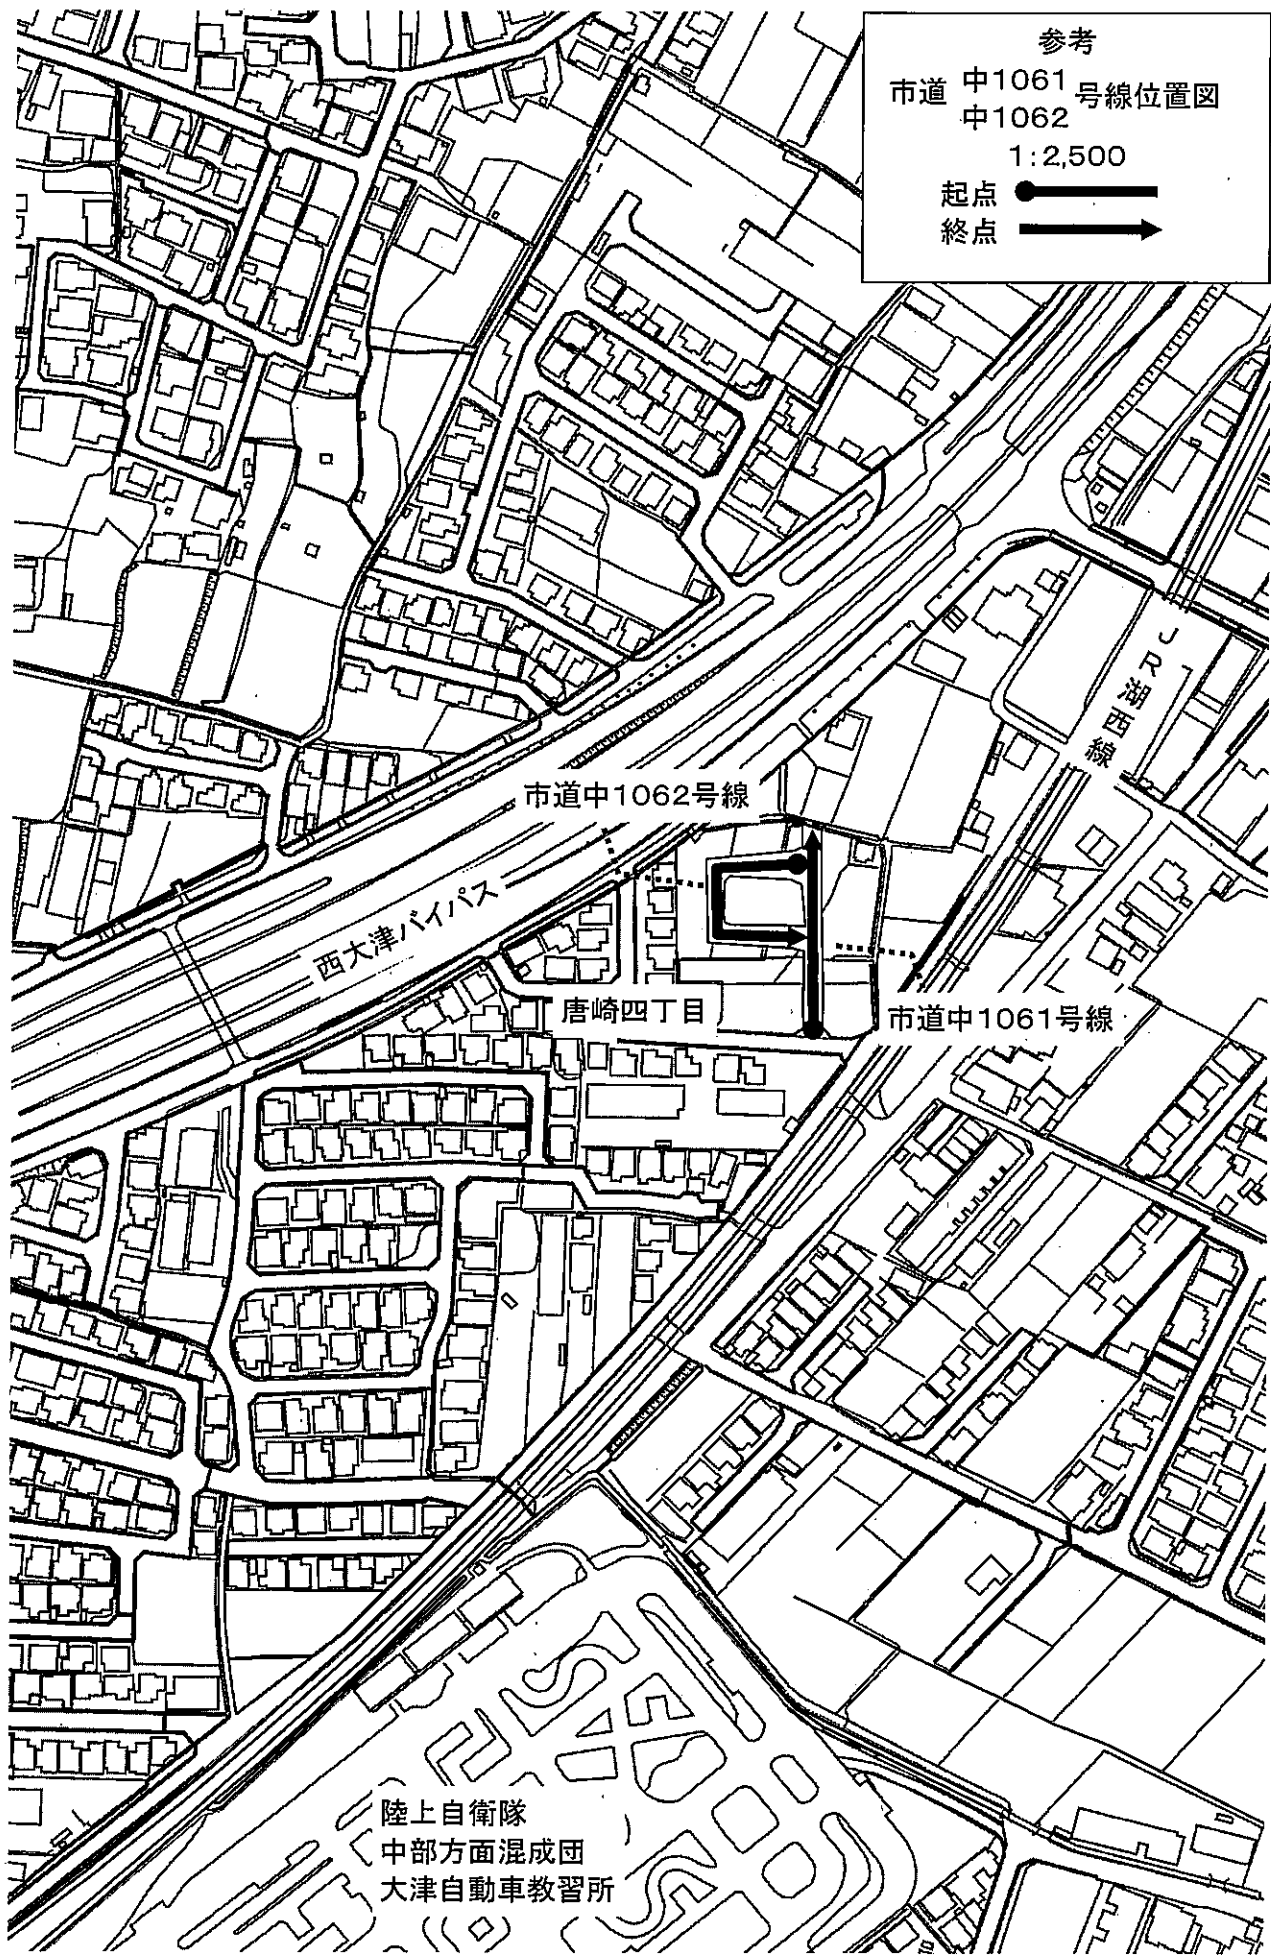 参考
市道 中1061 号線位置図
中1062
1:2,500
起点
終点
JR湖西線
市道中1062号線
西大津バイパス
唐崎四丁目
市道中1061号線
陸上自衛隊
中部方面混成団
大津自動車教習所